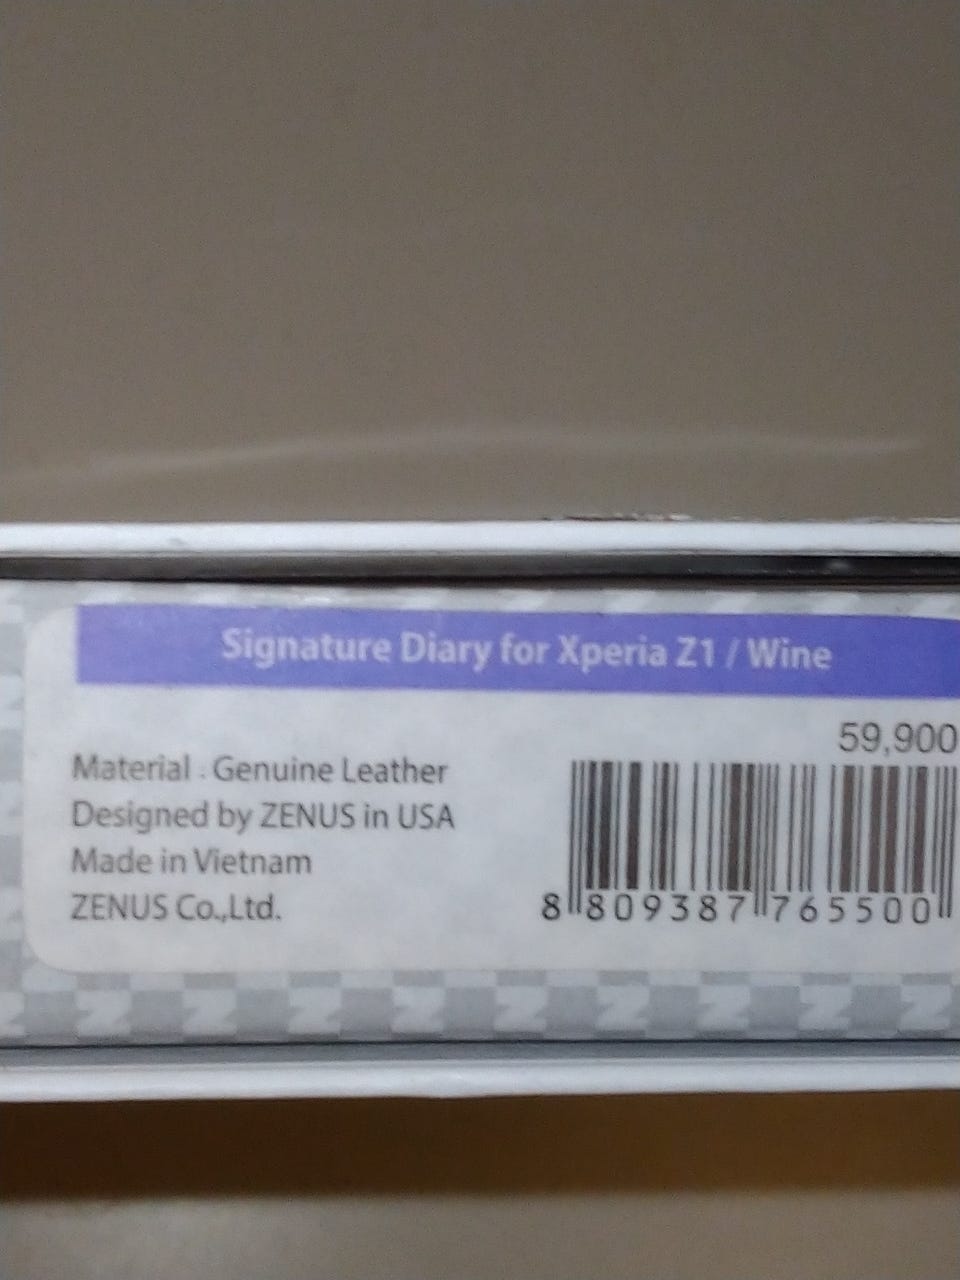 Signature Diary for Xperia Z1 / Wine
59,900
Material : Genuine Leather
Designed by ZENUS in USA
Made in Vietnam
ZENUS Co.,Ltd.
8 809387 765500